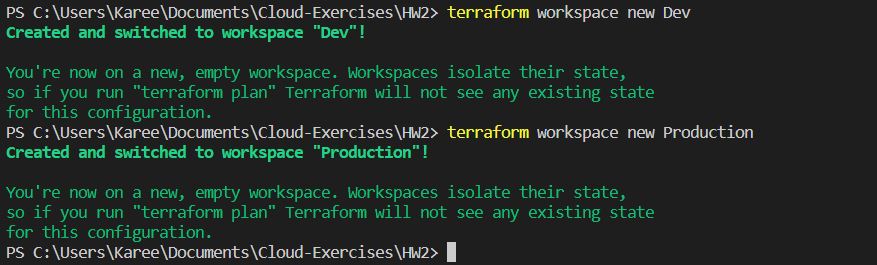 PS C:\Users\Karee\Documents\Cloud-Exercises\HW2> terraform workspace new Dev
Created and switched to workspace "Dev"!
You're now on a new, empty workspace. Workspaces isolate their state,
so if you run "terraform plan" Terraform will not see any existing state
for this configuration.
PS C:\Users\Karee\Documents\Cloud-Exercises\HW2> terraform workspace new Production
Created and switched to workspace "Production"!
You're now on a new, empty workspace. Workspaces isolate their state,
so if you run "terraform plan" Terraform will not see any existing state
for this configuration.
PS C:\Users\Karee\Documents\Cloud-Exercises\HW2>